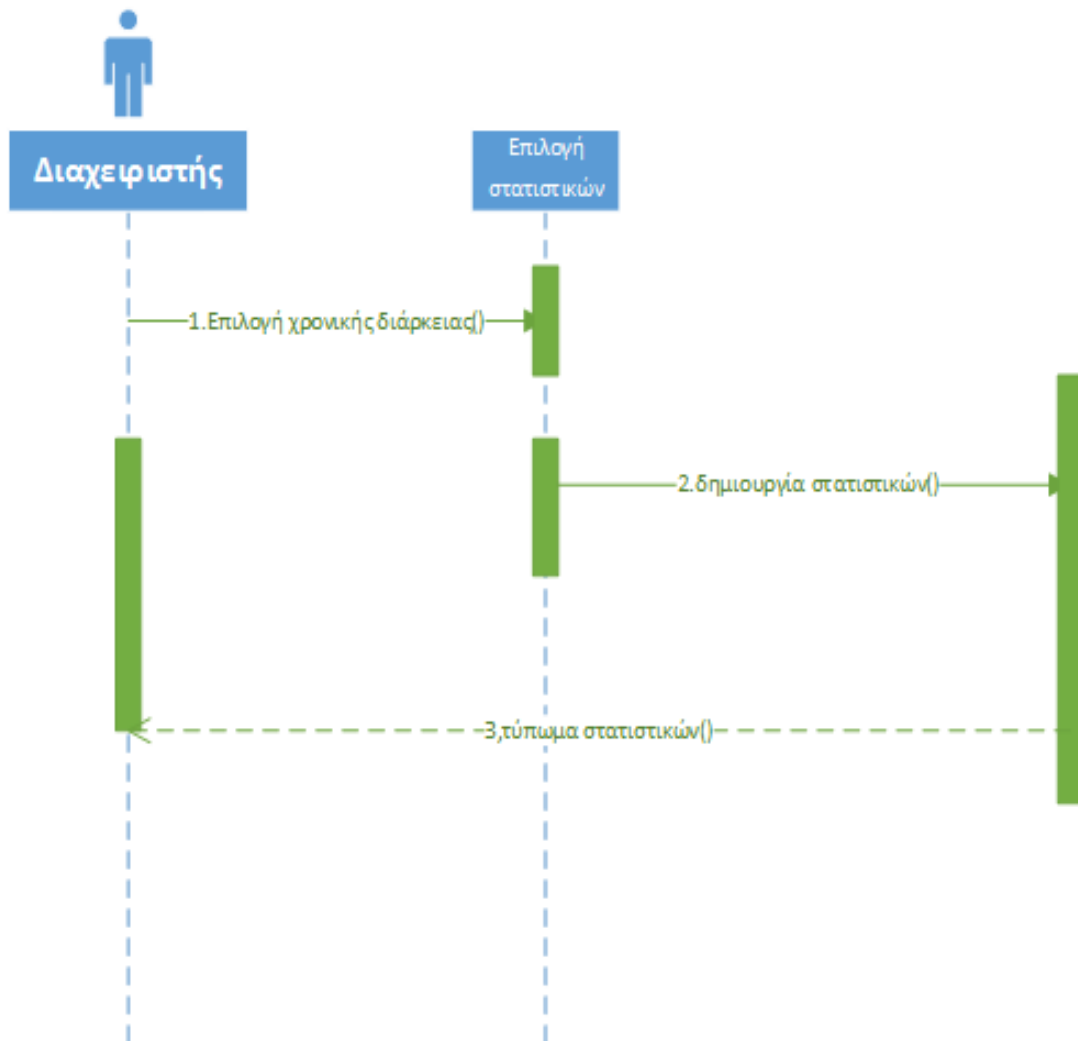 Διαχειριστής
Επιλογή
στατιστικών
1.Επιλογή χρονικής διάρκειας()
2.δημιουργία στατιστικών()
3,τύπωμα στατιστικών()